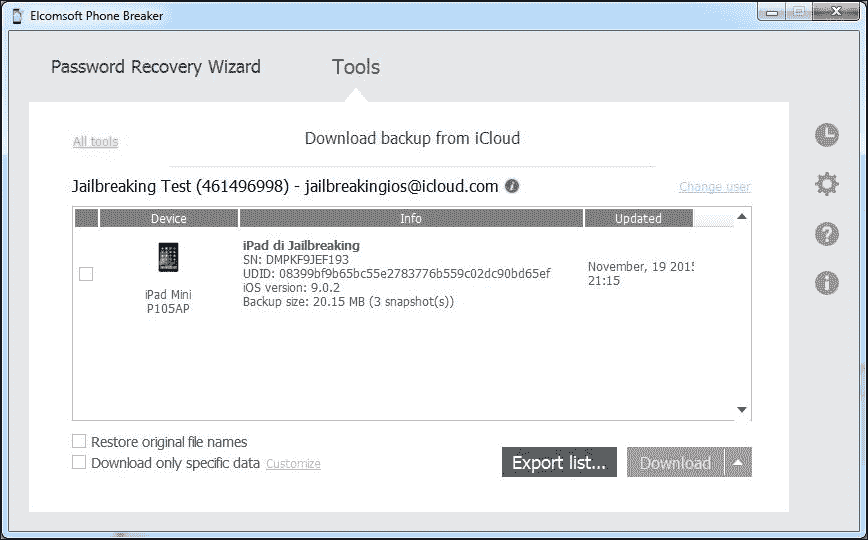 Elcomsoft Phone Breaker
Password Recovery Wizard
Tools
All tools
Download backup from iCloud
Jailbreaking Test (461496998) - jailbreakingios@icloud.com
Change user
Device
Info
Updated
iPad di Jailbreaking
SN: DMPKF9JEF193
UDID: 08399bf9b65bc55e2783776b559c02dc90bd65ef
iOS version: 9.0.2
Backup size: 20.15 MB (3 snapshot(s))
November, 19 2015
21:15
iPad Mini
P105AP
Restore original file names
Download only specific data Customize
Export list...
Download